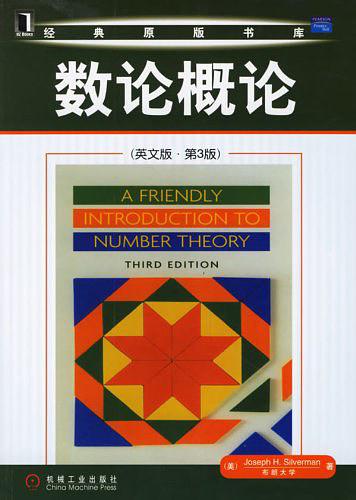 经典原版书库
PEARSON
数论概论
(英文版·第3版)
A FRIENDLY
INTRODUCTION TO
NUMBER THEORY
THIRD EDITION
(美) Joseph H. Silverman 著
布朗大学
机械工业出版社
China Machine Press